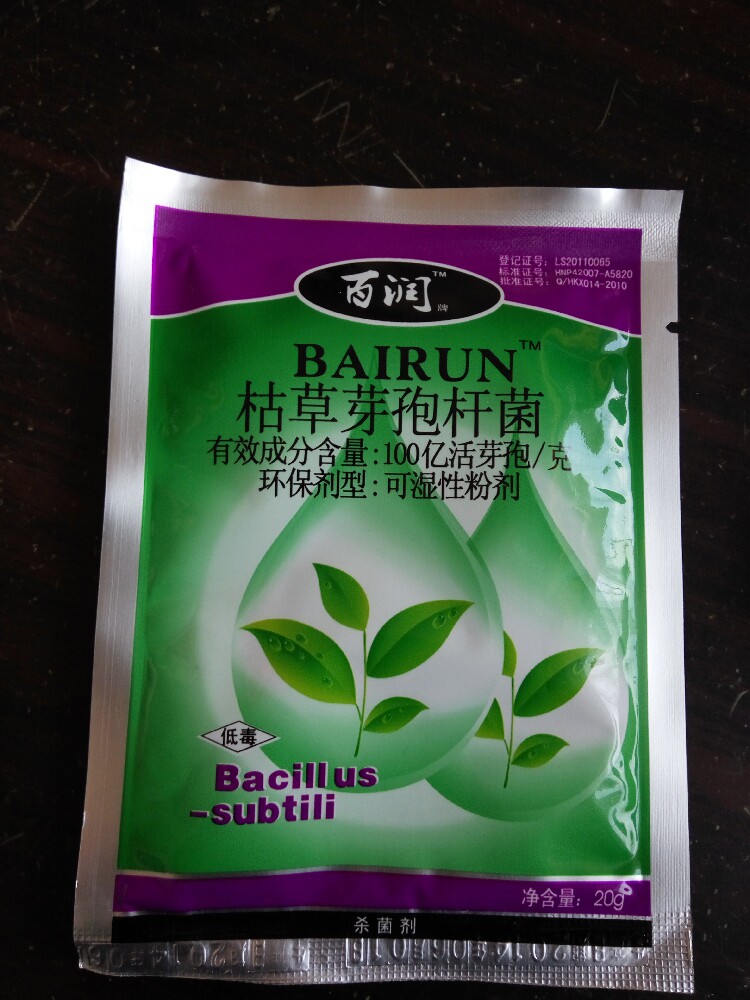 百润™
牌
登记证号：LS20110065
标准证号：HNP42007-A5820
批准证号：Q/HKX014-2010
BAIRUN™
枯草芽孢杆菌
有效成分含量：100亿活芽孢/克
环保剂型：可湿性粉剂
低毒
Bacillus
-subtili
净含量：20g
杀菌剂